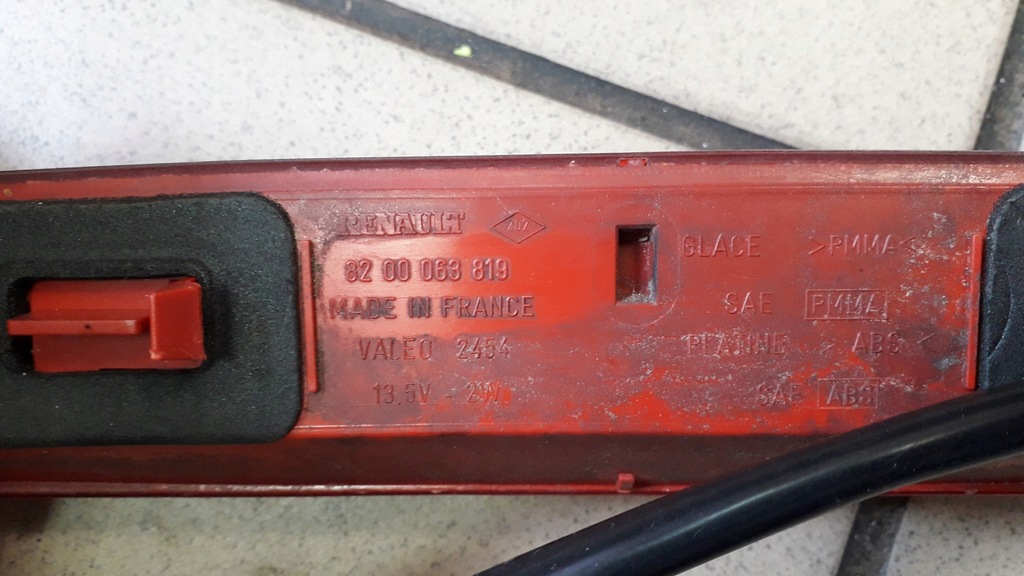 RENAULT
82 00 063 819
MADE IN FRANCE
VALEO 2454
13.5V - 2W
GLACE >PMMA<
SAE PMMA
PLATINE > ABS <
SAE ABS